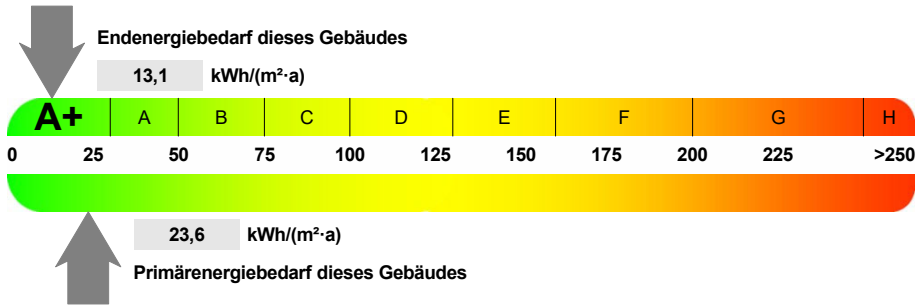 Endenergiebedarf dieses Gebäudes
13,1 kWh/(m²·a)
A+ A B C D E F G H
0 25 50 75 100 125 150 175 200 225 >250
23,6 kWh/(m²·a)
Primärenergiebedarf dieses Gebäudes